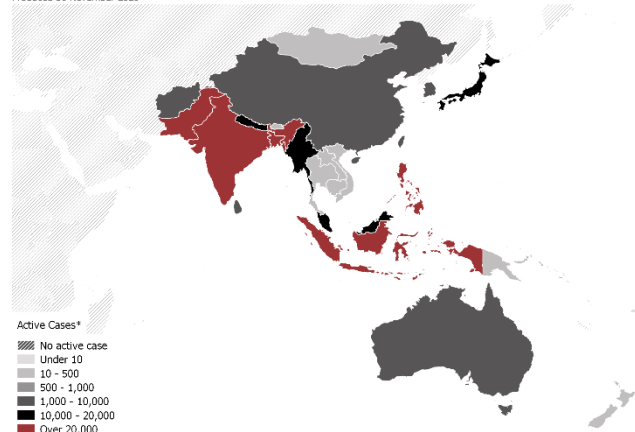 Active Cases*
No active case
Under 10
10 - 500
500 - 1,000
1,000 - 10,000
10,000 - 20,000
Over 20,000